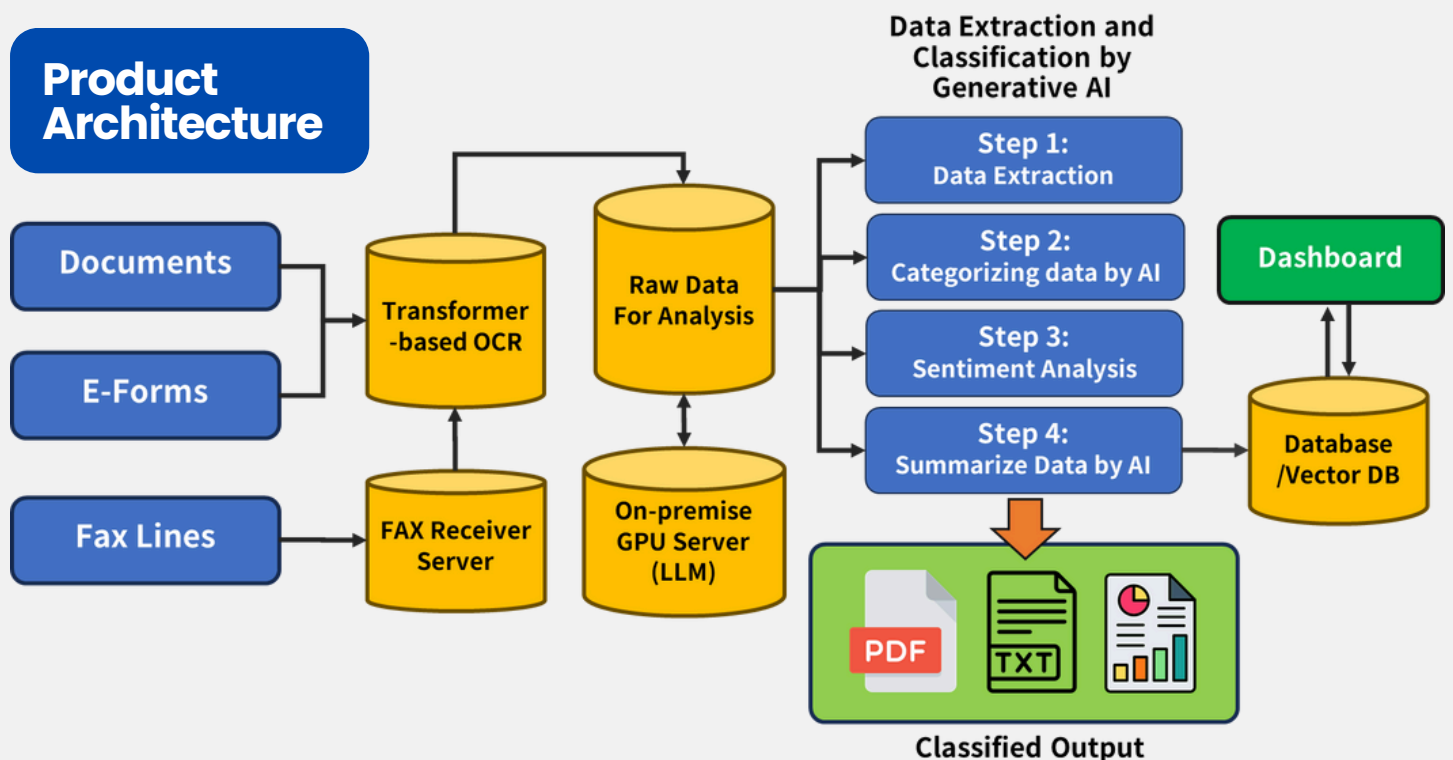 Product
Architecture
Data Extraction and
Classification by
Generative AI
Documents
E-Forms
Fax Lines
Transformer
-based OCR
FAX Receiver
Server
Raw Data
For Analysis
On-premise
GPU Server
(LLM)
Step 1:
Data Extraction
Step 2:
Categorizing data by AI
Step 3:
Sentiment Analysis
Step 4:
Summarize Data by AI
Dashboard
Database
/Vector DB
PDF
TXT
Classified Output